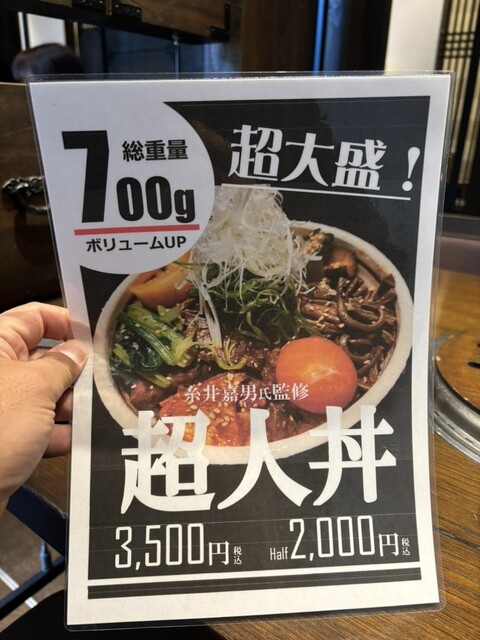 総重量
700g
ボリュームUP
超大盛！
糸井嘉男氏監修
超人丼
3,500円税込 Half 2,000円税込